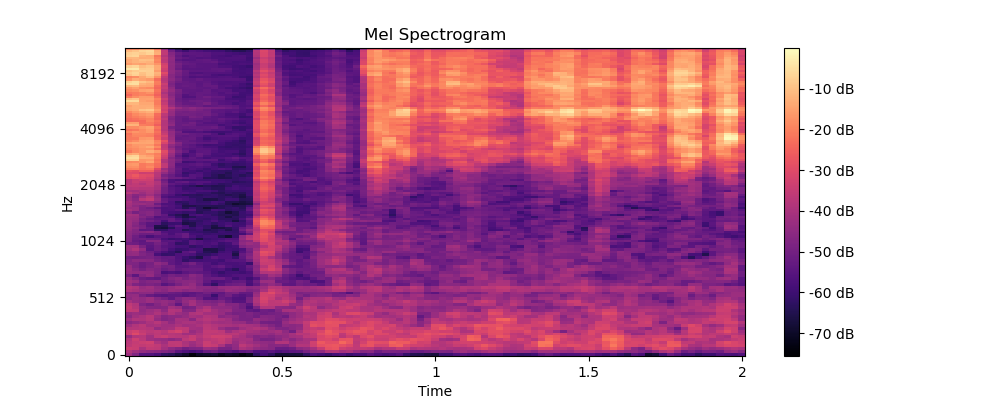 Mel Spectrogram
Hz
8192
4096
2048
1024
512
0
0
0.5
1
1.5
2
Time
-10 dB
-20 dB
-30 dB
-40 dB
-50 dB
-60 dB
-70 dB